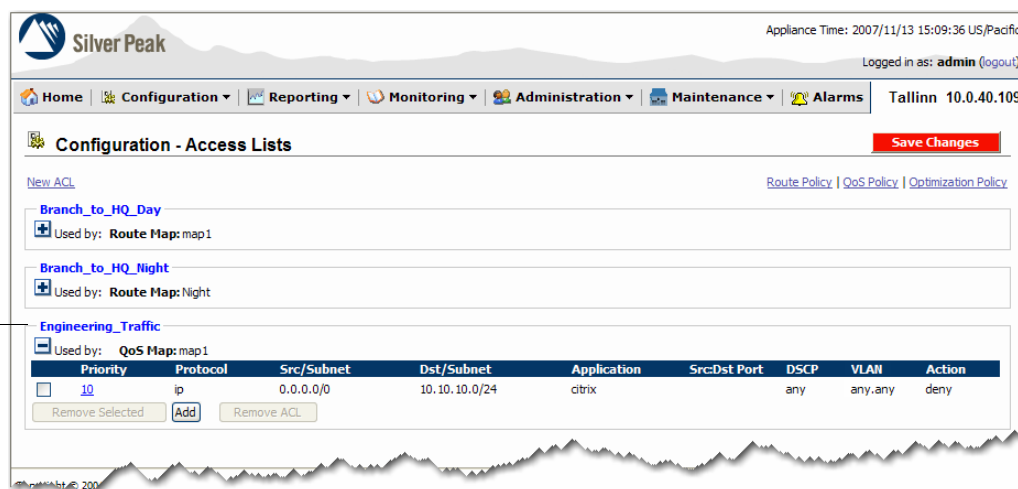 Silver Peak
Appliance Time: 2007/11/13 15:09:36 US/Pacific
Logged in as: admin (logout)
Home | Configuration | Reporting | Monitoring | Administration | Maintenance | Alarms Tallinn 10.0.40.109
Configuration - Access Lists
Save Changes
New ACL
Route Policy | QoS Policy | Optimization Policy
Branch_to_HQ_Day
Used by: Route Map: map1
Branch_to_HQ_Night
Used by: Route Map: Night
Engineering_Traffic
Used by: QoS Map: map1
Priority Protocol Src/Subnet Dst/Subnet Application Src:Dst Port DSCP VLAN Action
10 ip 0.0.0.0/0 10.10.10.0/24 citrix any any.any deny
Remove Selected Add Remove ACL
© 200